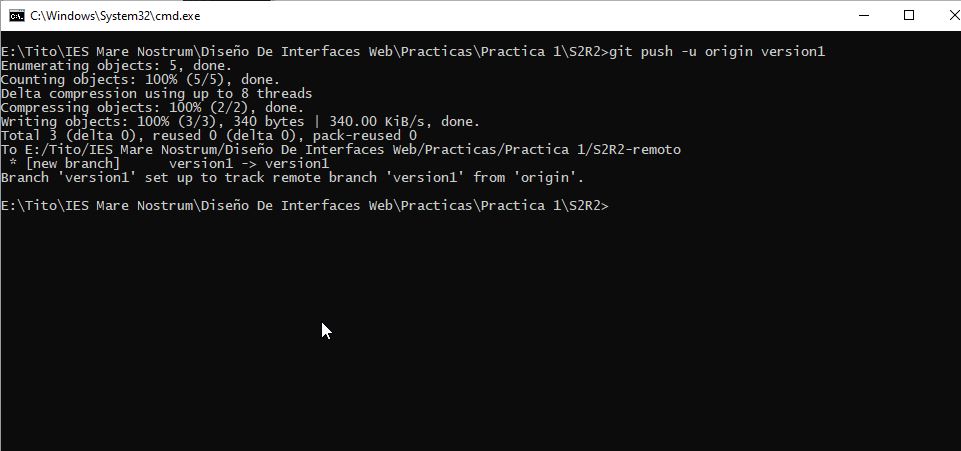 C:\Windows\System32\cmd.exe
E:\Tito\IES Mare Nostrum\Diseño De Interfaces Web\Practicas\Practica 1\S2R2>git push -u origin version1
Enumerating objects: 5, done.
Counting objects: 100% (5/5), done.
Delta compression using up to 8 threads
Compressing objects: 100% (2/2), done.
Writing objects: 100% (3/3), 340 bytes | 340.00 KiB/s, done.
Total 3 (delta 0), reused 0 (delta 0), pack-reused 0
To E:/Tito/IES Mare Nostrum/Diseño De Interfaces Web/Practicas/Practica 1/S2R2-remoto
 * [new branch]      version1 -> version1
Branch 'version1' set up to track remote branch 'version1' from 'origin'.
E:\Tito\IES Mare Nostrum\Diseño De Interfaces Web\Practicas\Practica 1\S2R2>